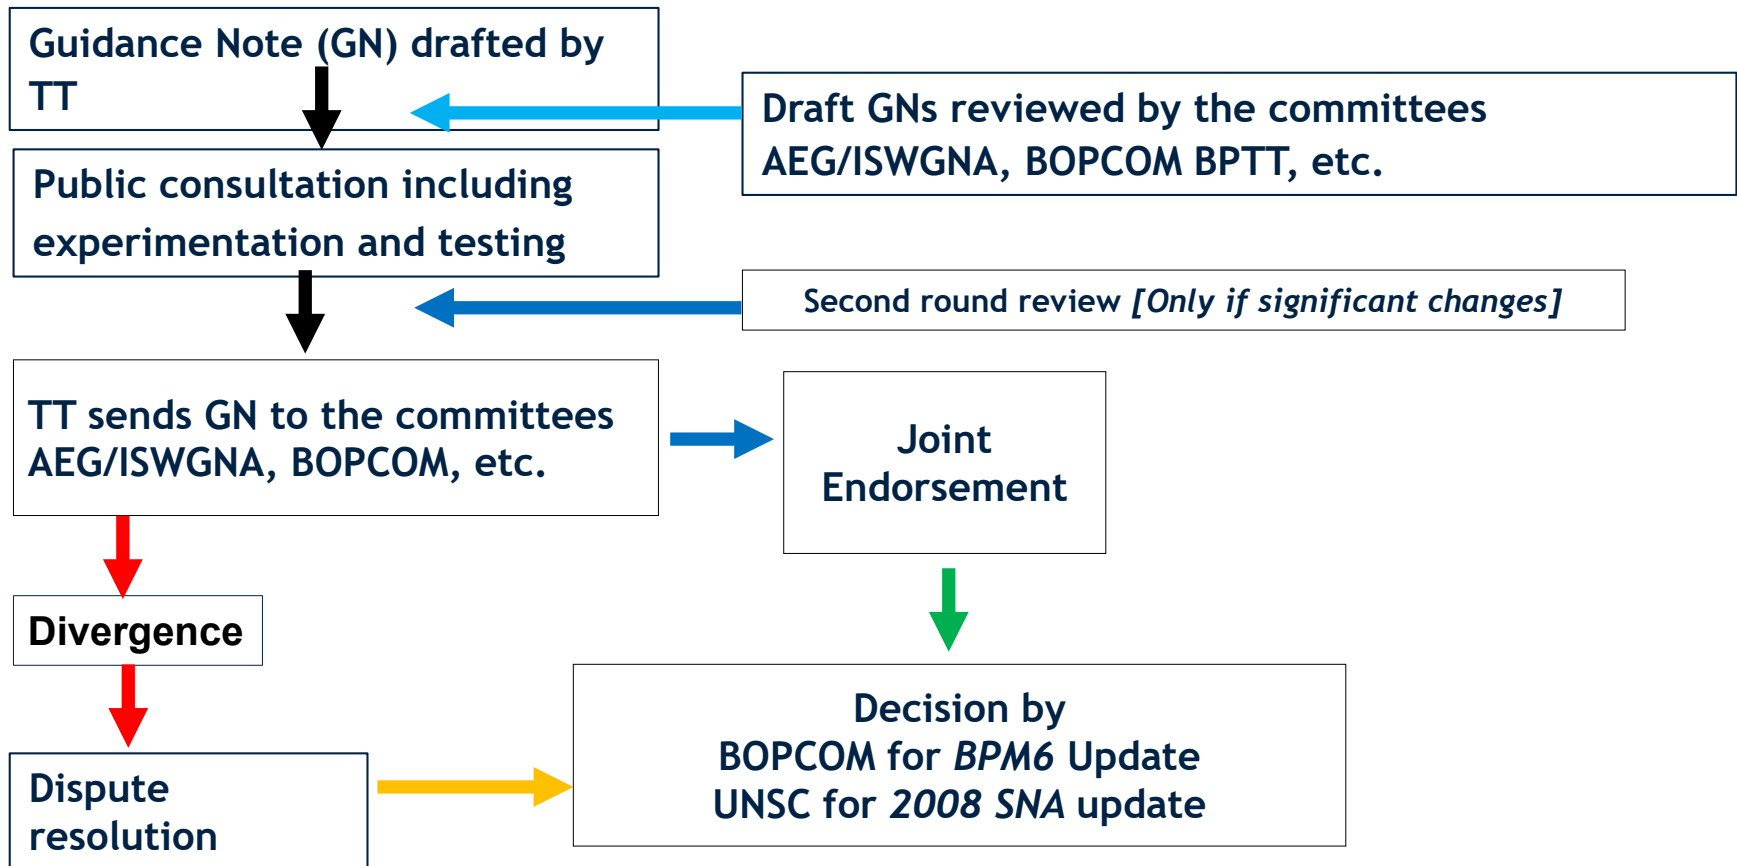 Guidance Note (GN) drafted by
TT
Draft GNs reviewed by the committees
AEG/ISWGNA, BOPCOM BPTT, etc.
Public consultation including
experimentation and testing
Second round review [Only if significant changes]
TT sends GN to the committees
AEG/ISWGNA, BOPCOM, etc.
Joint
Endorsement
Divergence
Decision by
BOPCOM for BPM6 Update
UNSC for 2008 SNA update
Dispute
resolution